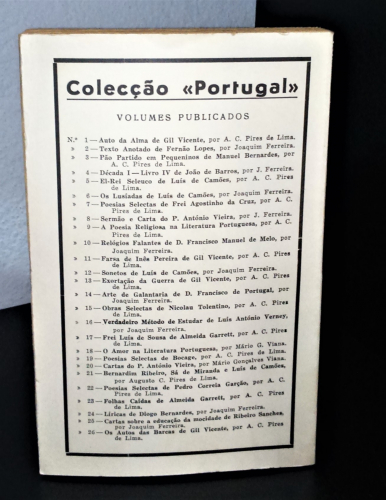 Colecção «Portugal»
VOLUMES PUBLICADOS
N.º 1 — Auto da Alma de Gil Vicente, por A. C. Pires de Lima.
» 2 — Texto Anotado de Fernão Lopes, por Joaquim Ferreira.
» 3 — Pão Partido em Pequeninos de Manuel Bernardes, por
A. C. Pires de Lima.
» 4 — Década I — Livro IV de João de Barros, por J. Ferreira.
» 5 — El-Rei Seleuco de Luís de Camões, por A. C. Pires
de Lima.
» 6 — Os Lusíadas de Luís de Camões, por Joaquim Ferreira.
» 7 — Poesias Selectas de Frei Agostinho da Cruz, por A. C.
Pires de Lima.
» 8 — Sermão e Carta do P. António Vieira, por J. Ferreira.
» 9 — A Poesia Religiosa na Literatura Portuguesa, por A. C.
Pires de Lima.
» 10 — Relógios Falantes de D. Francisco Manuel de Melo, por
Joaquim Ferreira.
» 11 — Farsa de Inês Pereira de Gil Vicente, por A. C. Pires
de Lima.
» 12 — Sonetos de Luís de Camões, por Joaquim Ferreira.
» 13 — Exortação da Guerra de Gil Vicente, por A. C. Pires
de Lima.
» 14 — Arte de Galantaria de D. Francisco de Portugal, por
Joaquim Ferreira.
» 15 — Obras Selectas de Nicolau Tolentino, por A. C. Pires
de Lima.
» 16 — Verdadeiro Método de Estudar de Luís António Verney,
por Joaquim Ferreira.
» 17 — Frei Luís de Sousa de Almeida Garrett, por A. C. Pires
de Lima.
» 18 — O Amor na Literatura Portuguesa, por Mário G. Viana.
» 19 — Poesias Selectas de Bocage, por A. C. Pires de Lima.
» 20 — Cartas do P. António Vieira, por Mário Gonçalves Viana.
» 21 — Bernardim Ribeiro, Sá de Miranda e Luís de Camões,
por Augusto C. Pires de Lima.
» 22 — Poesias Selectas de Pedro Correia Garção, por A. C.
Pires de Lima.
» 23 — Folhas Caídas de Almeida Garrett, por A. C. Pires
de Lima.
» 24 — Líricas de Diogo Bernardes, por Joaquim Ferreira.
» 25 — Cartas sobre a educação da mocidade de Ribeiro Sanches,
por Joaquim Ferreira.
» 26 — Os Autos das Barcas de Gil Vicente, por A. C. Pires
de Lima.